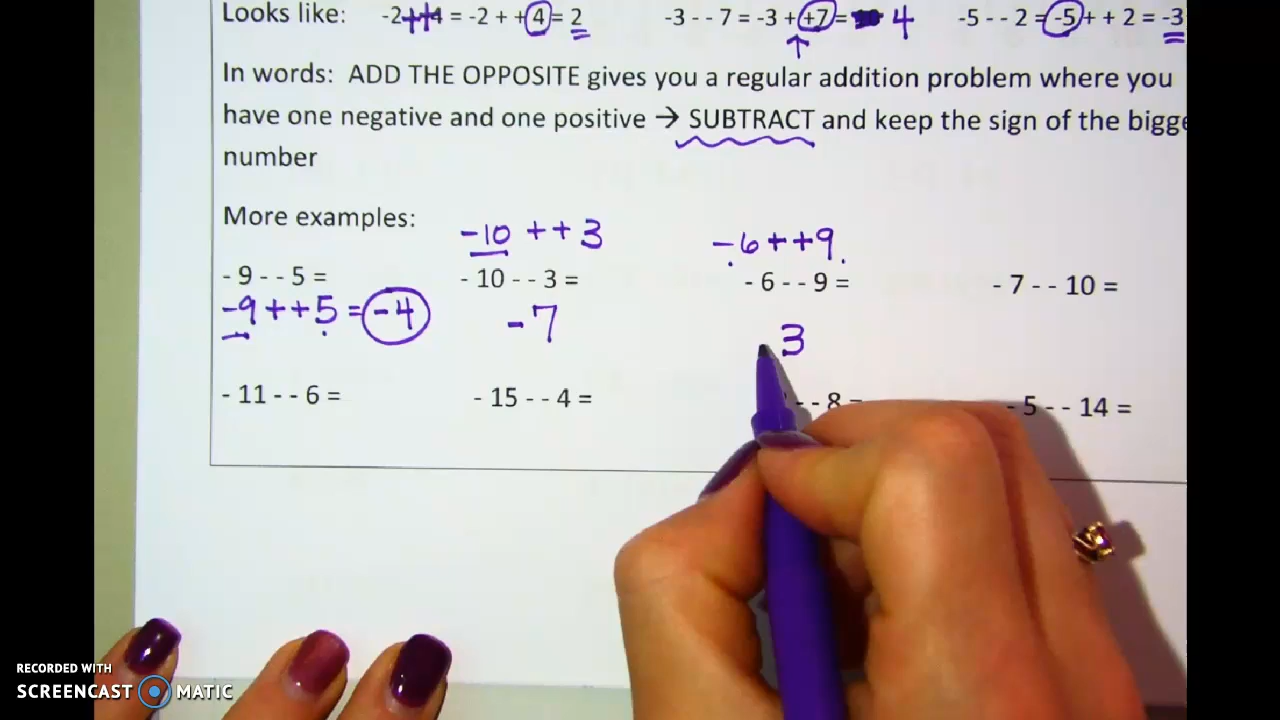 Looks like: -2++4 = -2 + +4 = 2 -3 - - 7 = -3 + +7 = 4 -5 - - 2 = -5 + + 2 = -3
In words: ADD THE OPPOSITE gives you a regular addition problem where you
have one negative and one positive → SUBTRACT and keep the sign of the bigge
number
More examples:
-10 + + 3 -6 + + 9
- 9 - - 5 = - 10 - - 3 = - 6 - - 9 = - 7 - - 10 =
-9 + + 5 = -4 -7 3
- 11 - - 6 = - 15 - - 4 = - - 8 = - 5 - - 14 =
RECORDED WITH
SCREENCAST MATIC